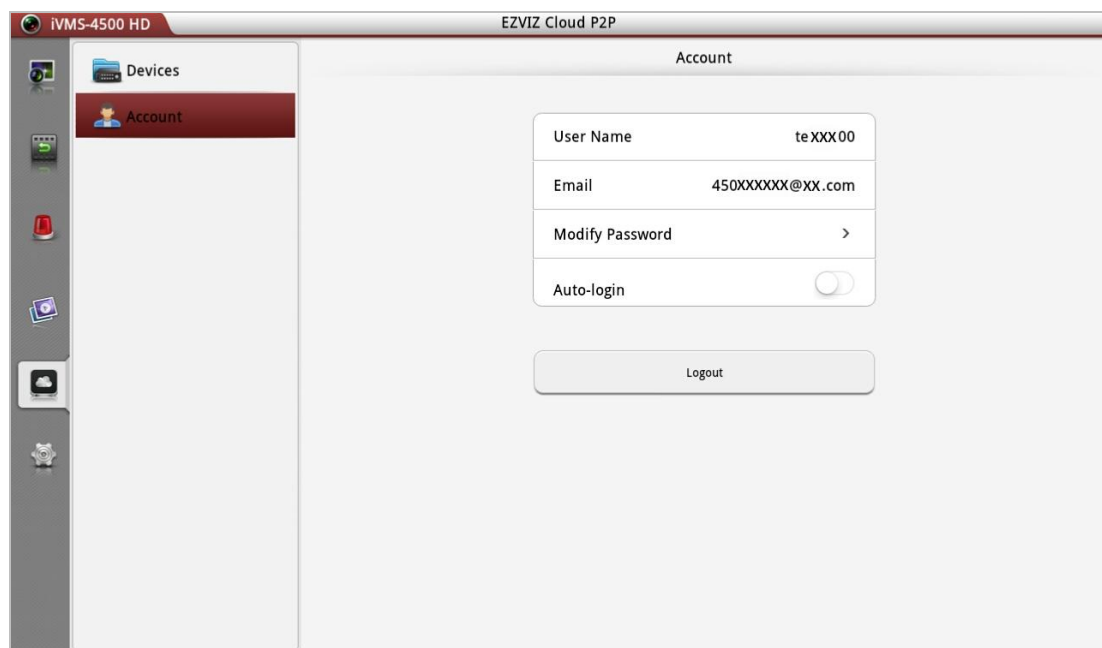 iVMS-4500 HD
EZVIZ Cloud P2P
Devices
Account
Account
User Name teXXX00
Email 450XXXXXX@XX.com
Modify Password >
Auto-login
Logout